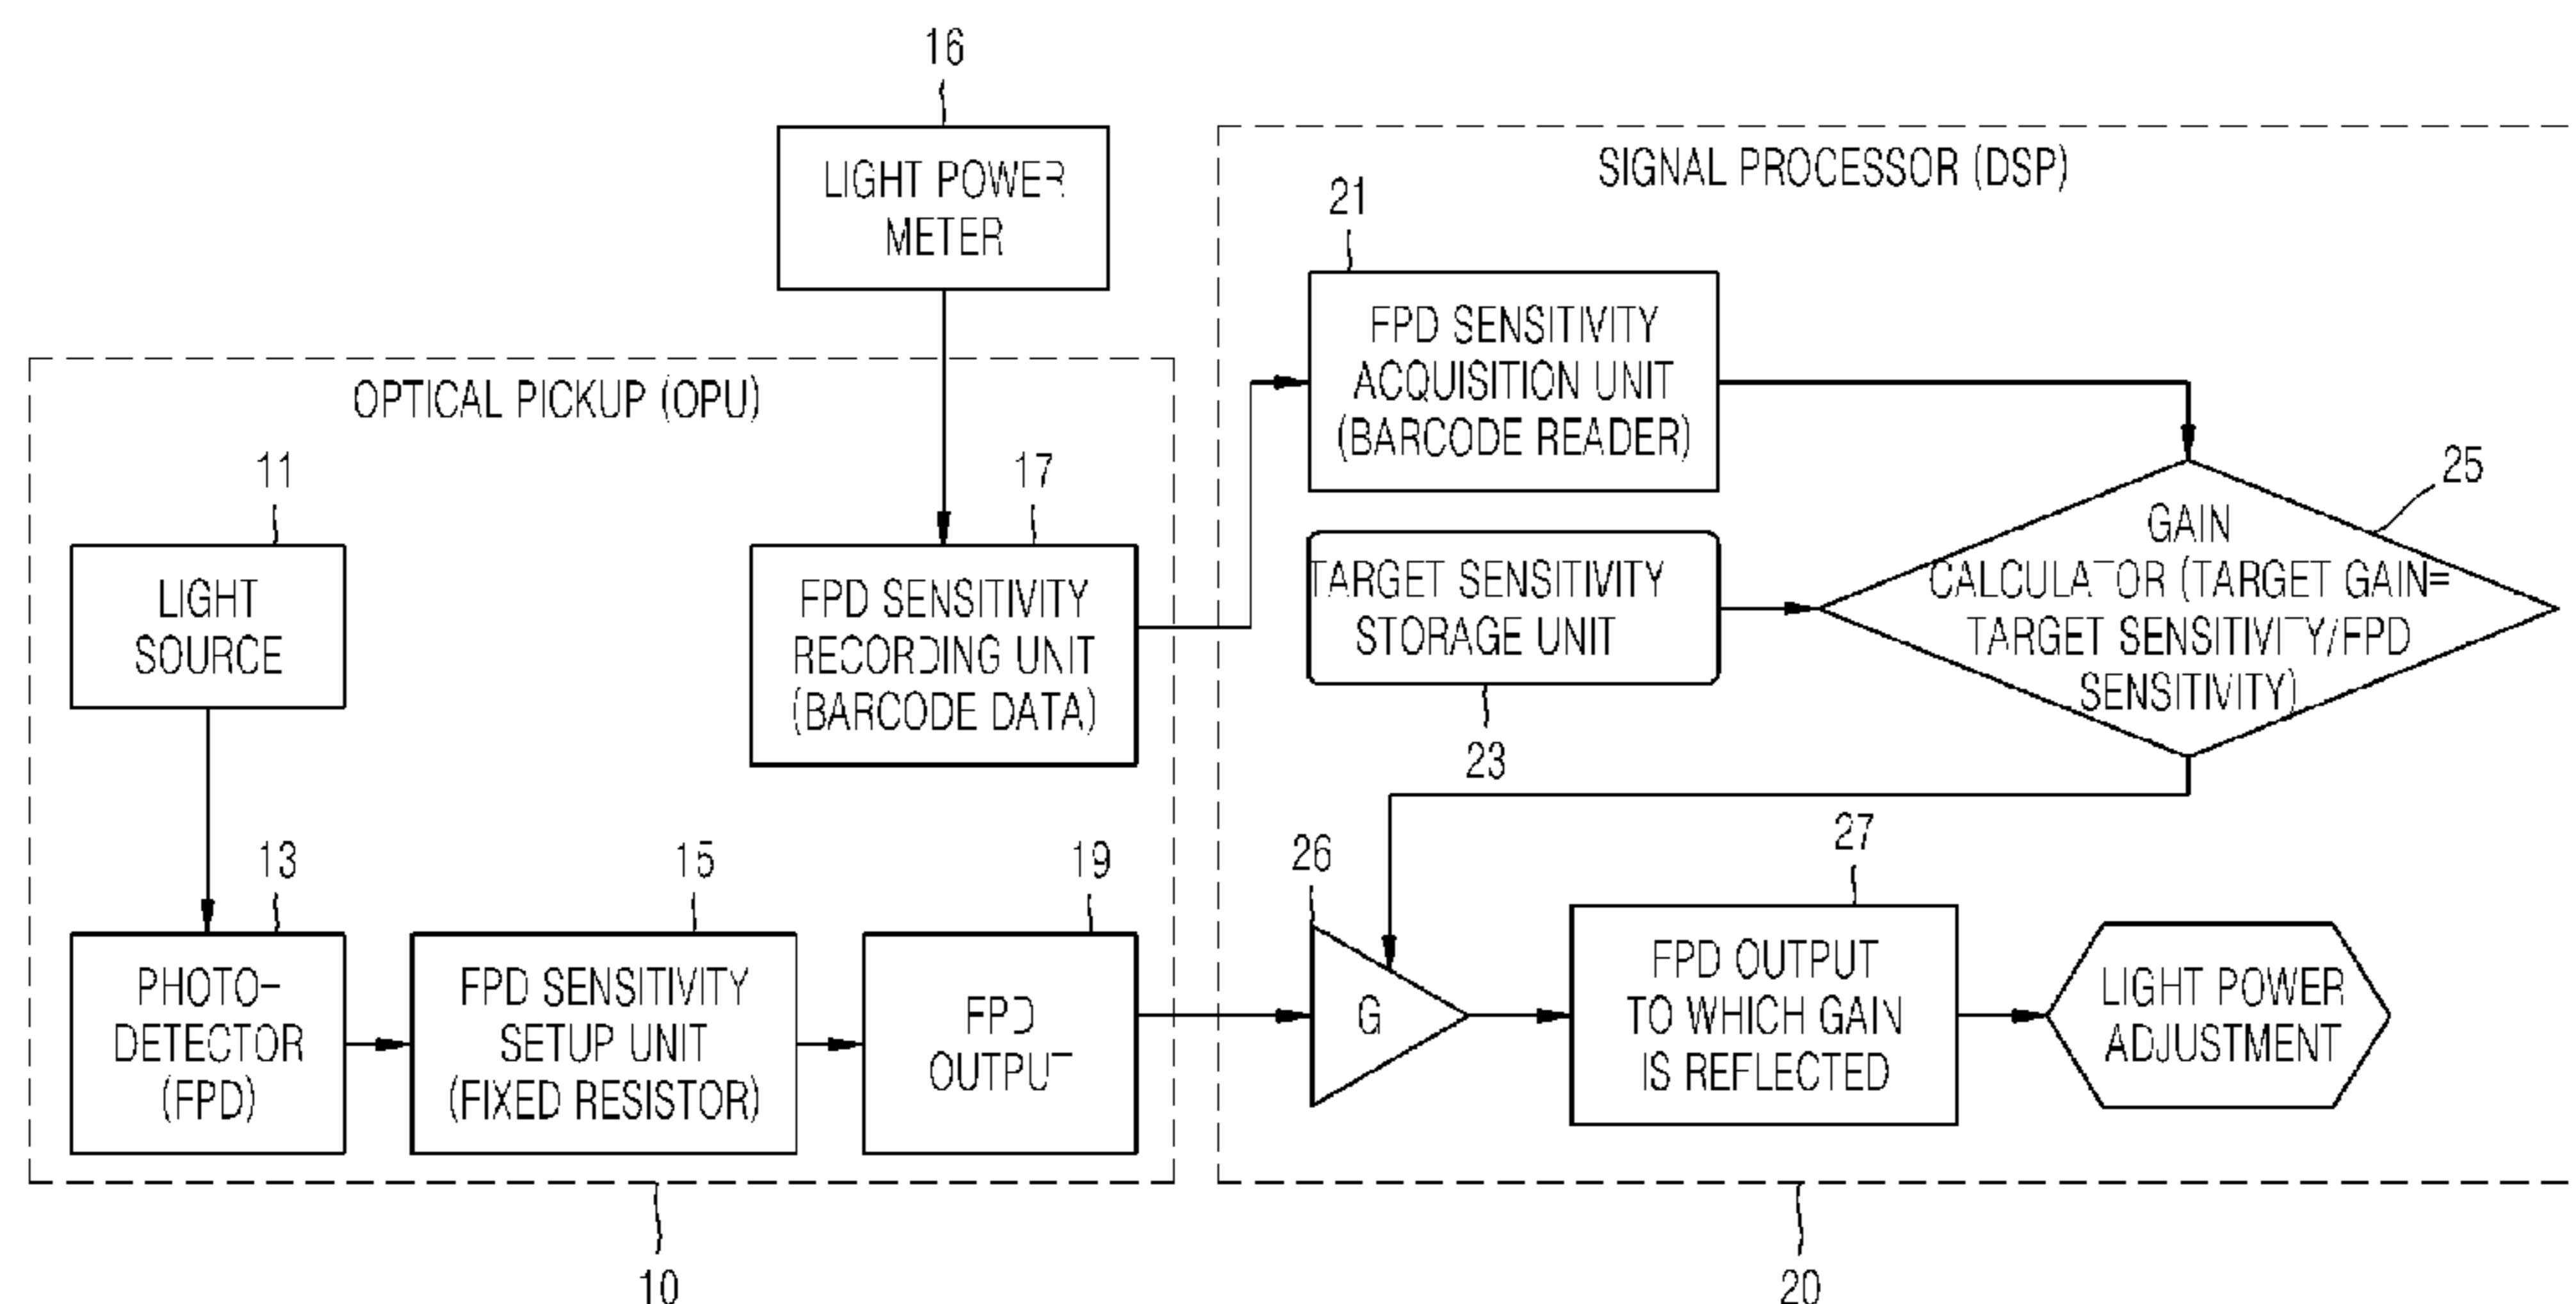 16
LIGHT POWER
METER
SIGNAL PROCESSOR (DSP)
21
FPD SENSITIVITY
ACQUISITION UNIT
(BARCODE READER)
OPTICAL PICKUP (OPU)
11
LIGHT
SOURCE
17
FPD SENSITIVITY
RECORDING UNIT
(BARCODE DATA)
TARGET SENSITIVITY
STORAGE UNIT
23
25
GAIN
CALCULATOR (TARGET GAIN=
TARGET SENSITIVITY/FPD
SENSITIVITY)
13
PHOTO-
DETECTOR
(FPD)
15
FPD SENSITIVITY
SETUP UNIT
(FIXED RESISTOR)
19
FPD
OUTPUT
26
G
27
FPD OUTPUT
TO WHICH GAIN
IS REFLECTED
LIGHT POWER
ADJUSTMENT
10
20